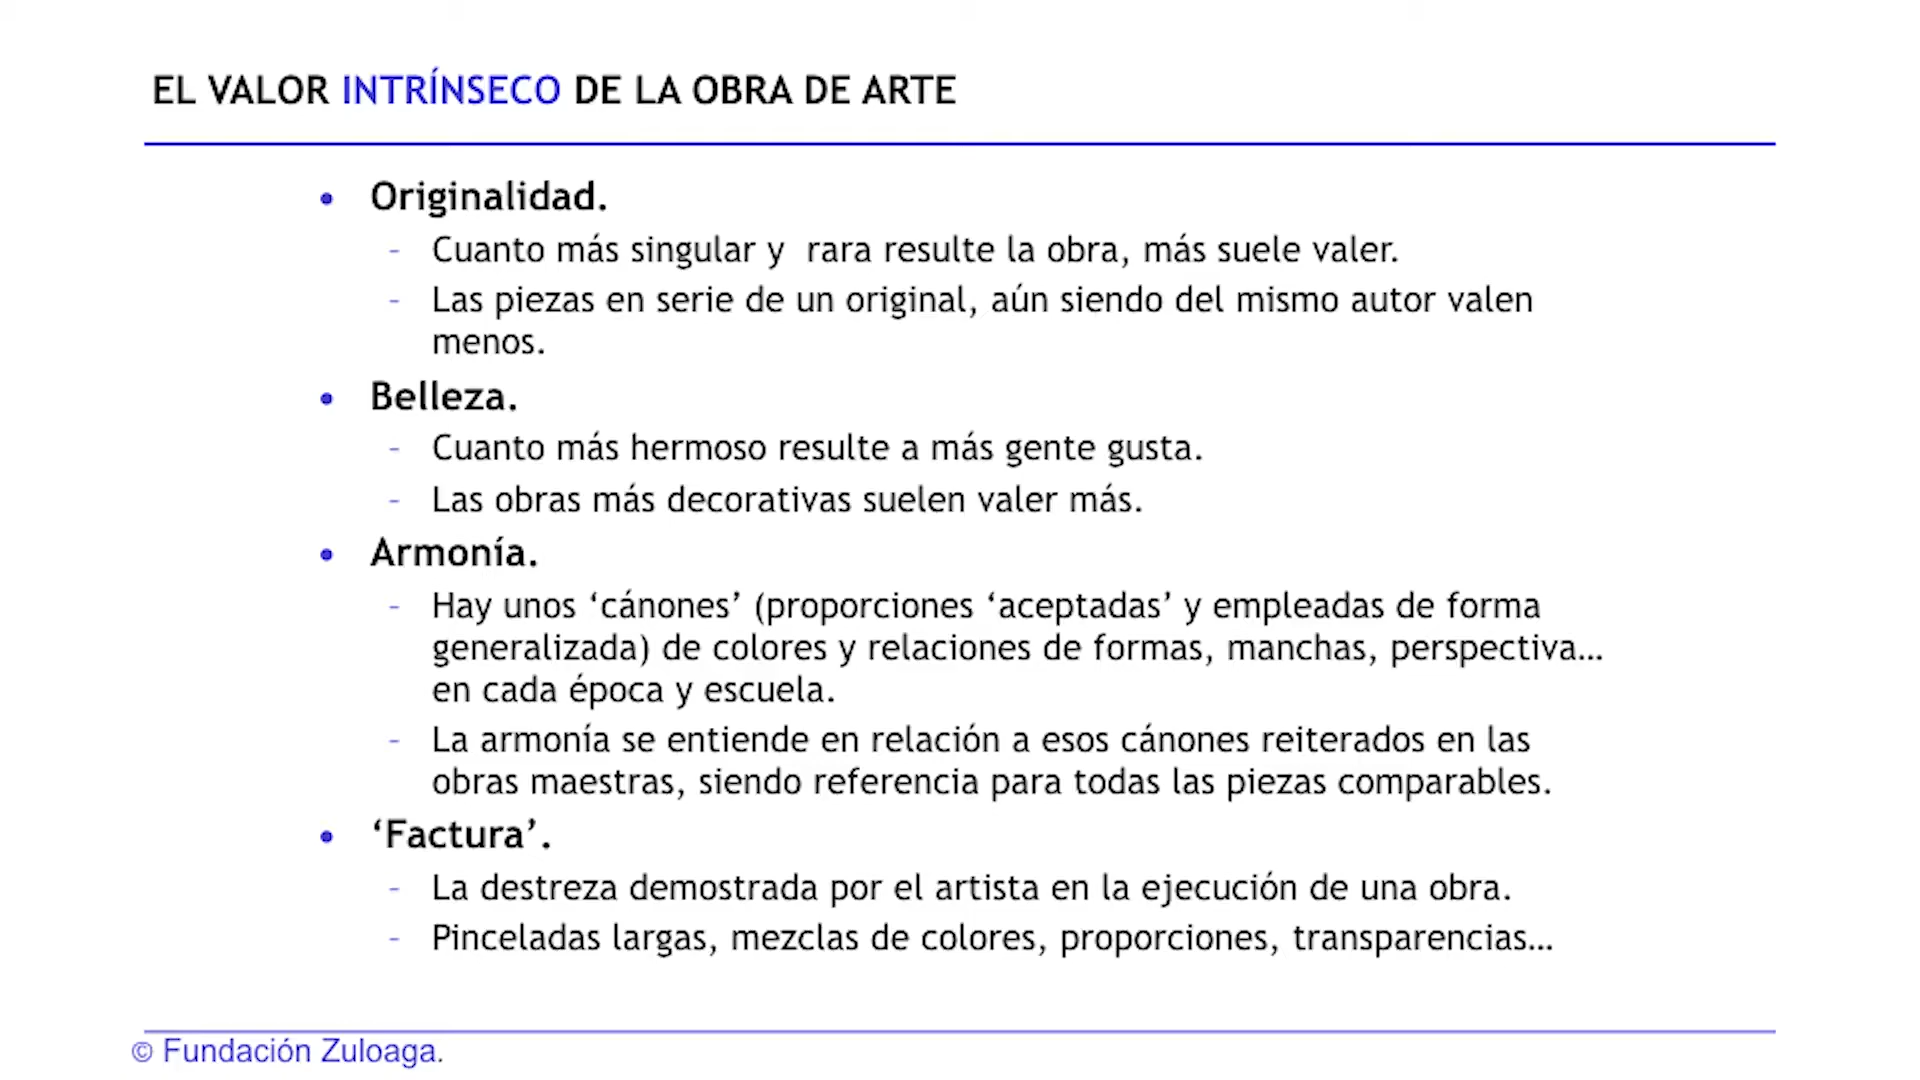 EL VALOR INTRÍNSECO DE LA OBRA DE ARTE
• Originalidad.
- Cuanto más singular y  rara resulte la obra, más suele valer.
- Las piezas en serie de un original, aún siendo del mismo autor valen
menos.
• Belleza.
- Cuanto más hermoso resulte a más gente gusta.
- Las obras más decorativas suelen valer más.
• Armonía.
- Hay unos ‘cánones’ (proporciones ‘aceptadas’ y empleadas de forma
generalizada) de colores y relaciones de formas, manchas, perspectiva…
en cada época y escuela.
- La armonía se entiende en relación a esos cánones reiterados en las
obras maestras, siendo referencia para todas las piezas comparables.
• ‘Factura’.
- La destreza demostrada por el artista en la ejecución de una obra.
- Pinceladas largas, mezclas de colores, proporciones, transparencias…
© Fundación Zuloaga.